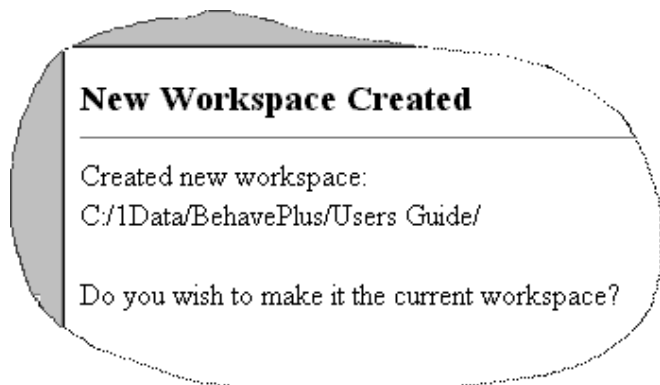 New Workspace Created
Created new workspace:
C:/1Data/BehavePlus/Users Guide/
Do you wish to make it the current workspace?